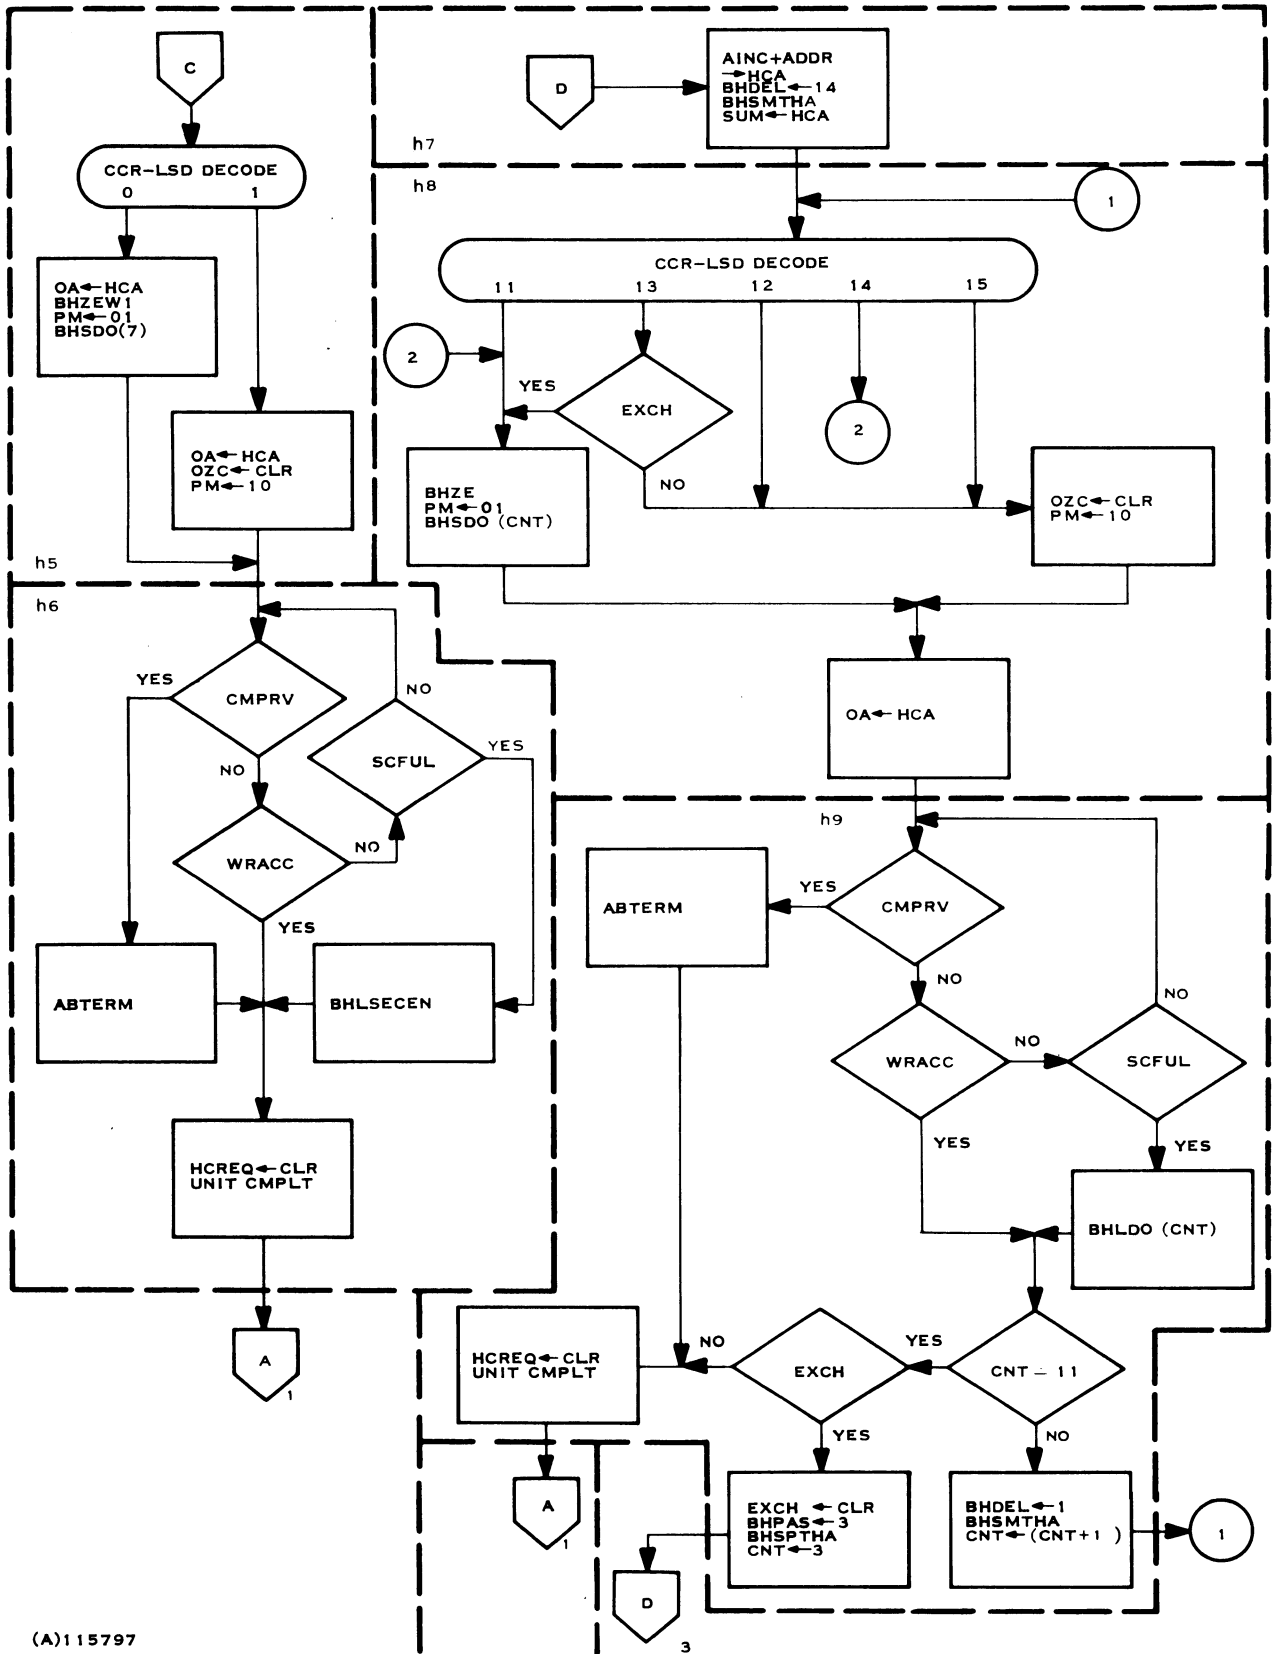 C
CCR-LSD DECODE
0 1
OA←HCA
BHZEW1
PM←01
BHSDO(7)
OA←HCA
OZC←CLR
PM←10
h5
D
AINC+ADDR
→HCA
BHDEL←14
BHSMTHA
SUM←HCA
h7
h8
1
CCR-LSD DECODE
11 13 12 14 15
2
YES
EXCH
2
NO
BHZE
PM←01
BHSDO (CNT)
OZC←CLR
PM←10
OA←HCA
h6
YES
CMPRV
NO
NO
SCFUL
YES
WRACC
NO
YES
ABTERM
BHLSECEN
HCREQ←CLR
UNIT CMPLT
A
1
h9
ABTERM
YES
CMPRV
NO
WRACC
NO
SCFUL
NO
YES
YES
BHLDO (CNT)
HCREQ←CLR
UNIT CMPLT
NO
EXCH
YES
CNT = 11
YES
NO
A
1
EXCH ←CLR
BHPAS←3
BHSPTHA
CNT←3
BHDEL←1
BHSMTHA
CNT←(CNT+1 )
1
D
3
(A)115797